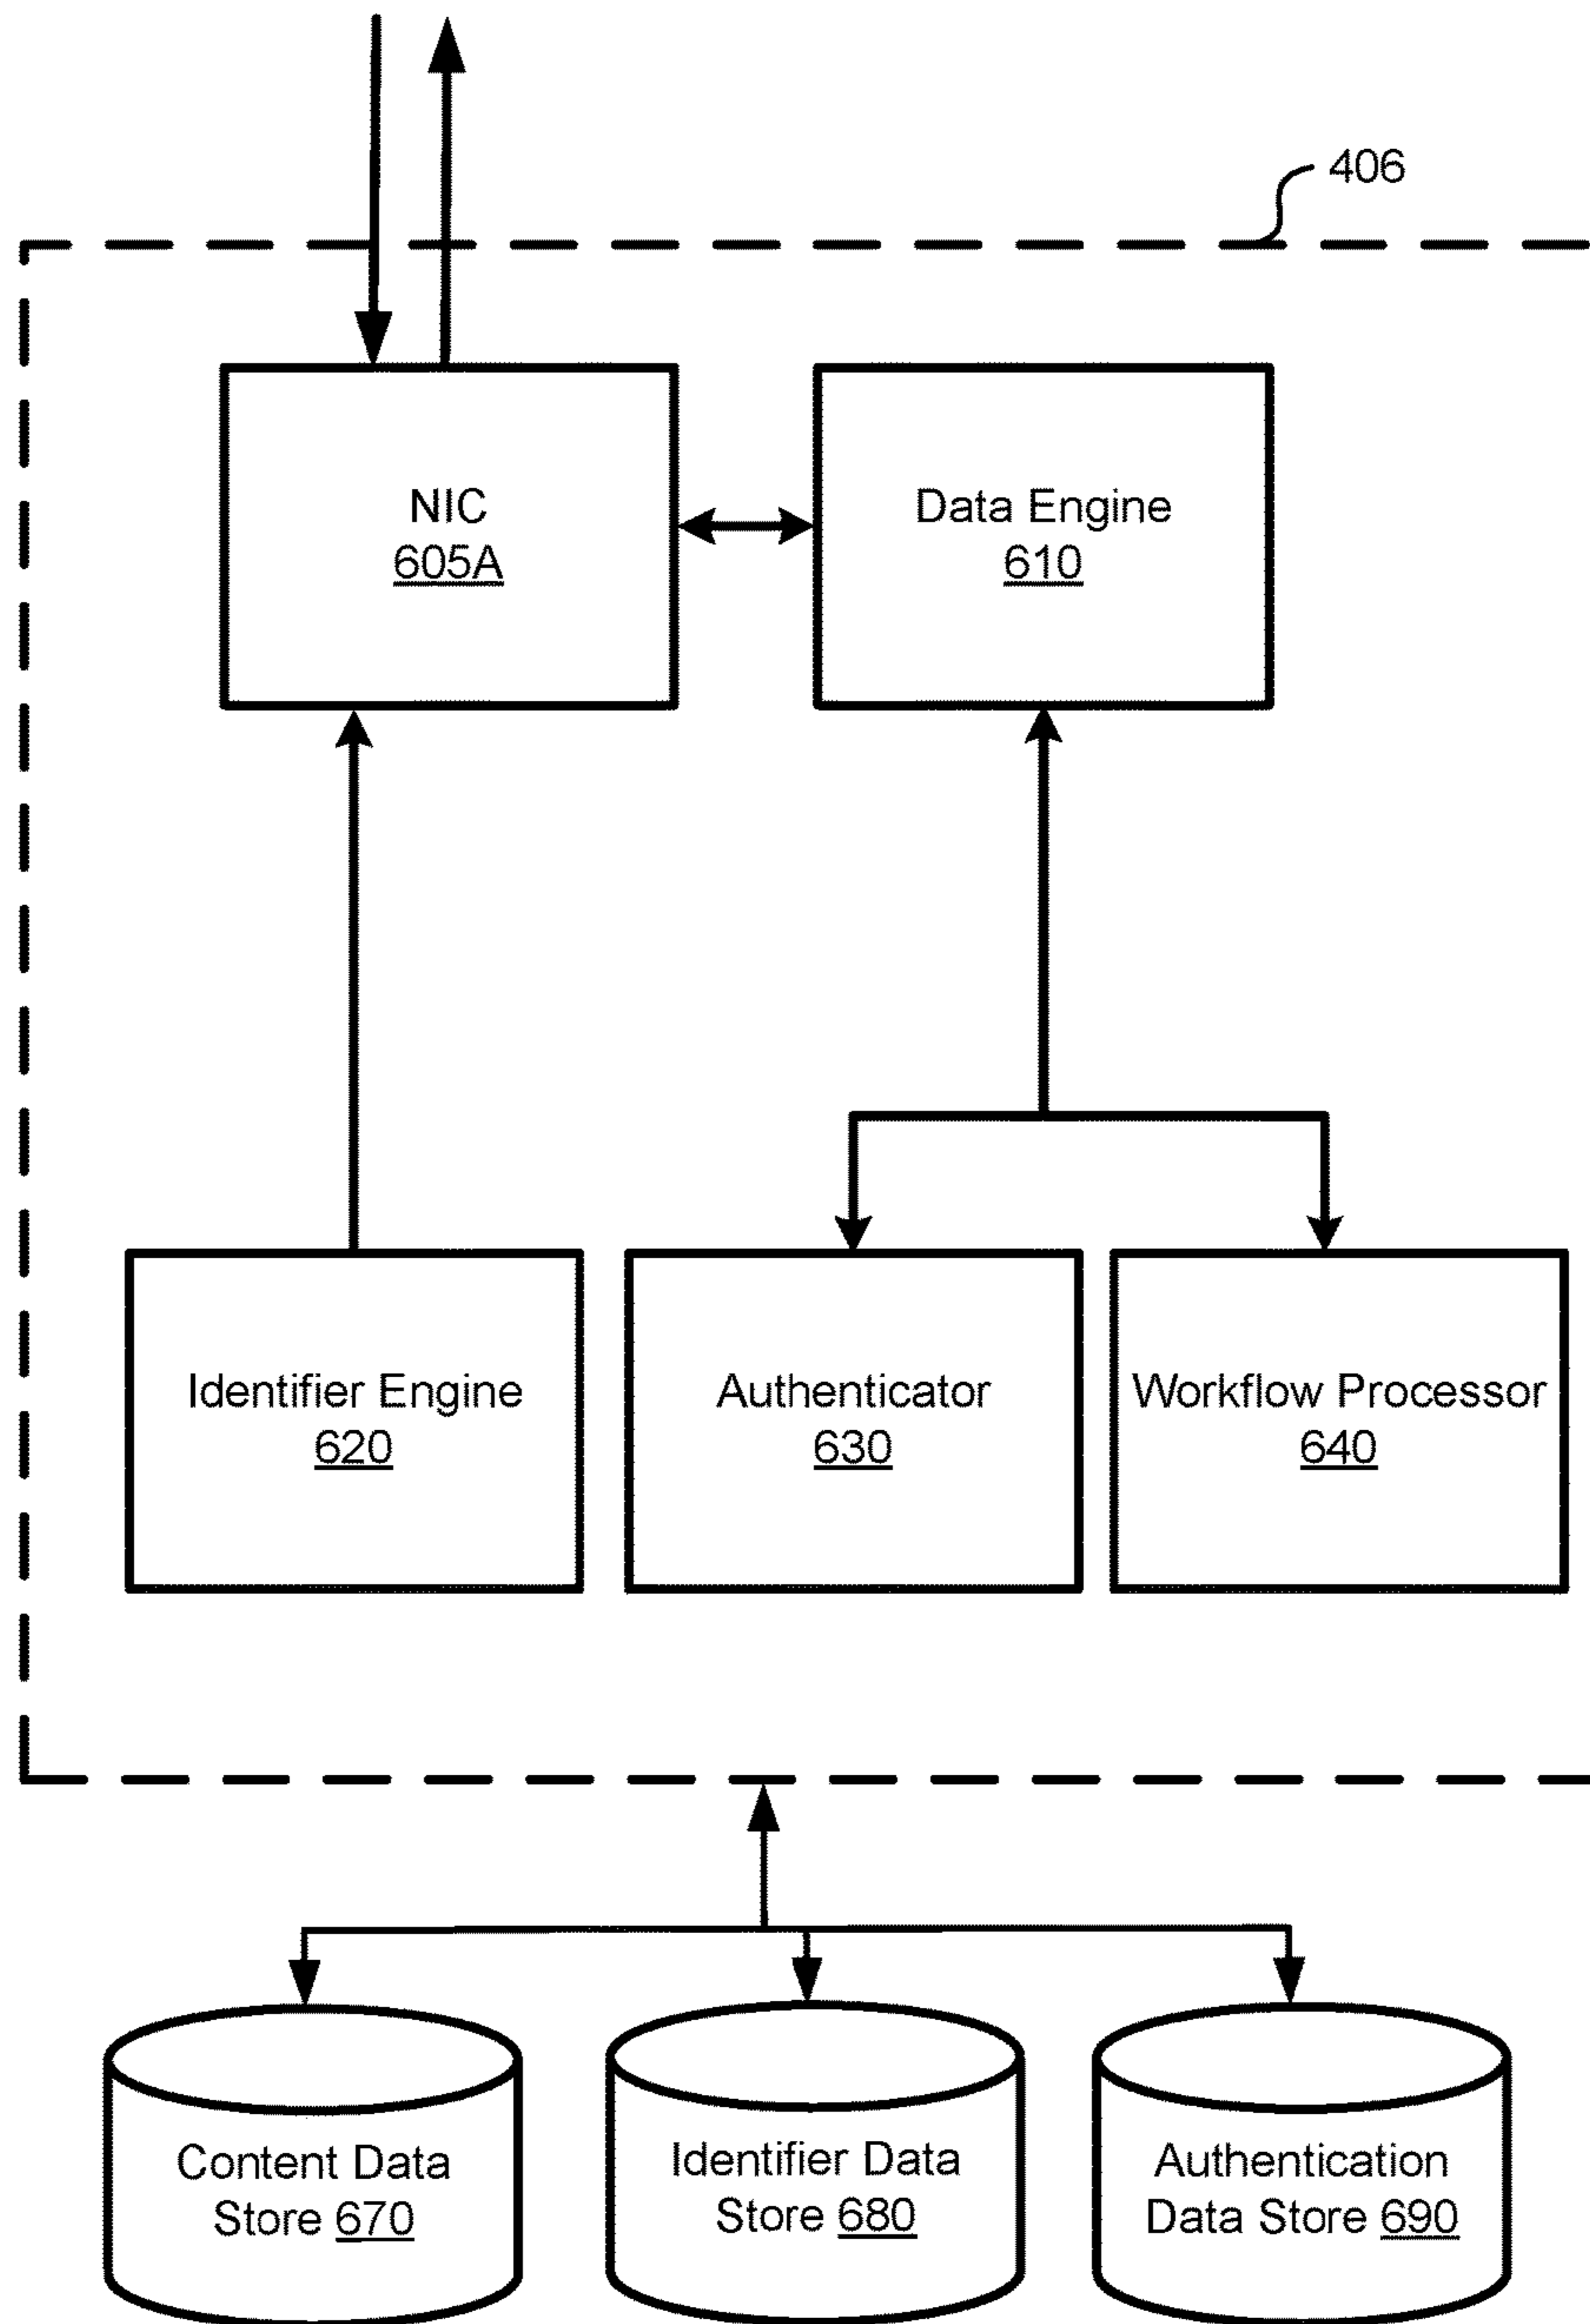 406
NIC
605A
Data Engine
610
Identifier Engine
620
Authenticator
630
Workflow Processor
640
Content Data
Store 670
Identifier Data
Store 680
Authentication
Data Store 690